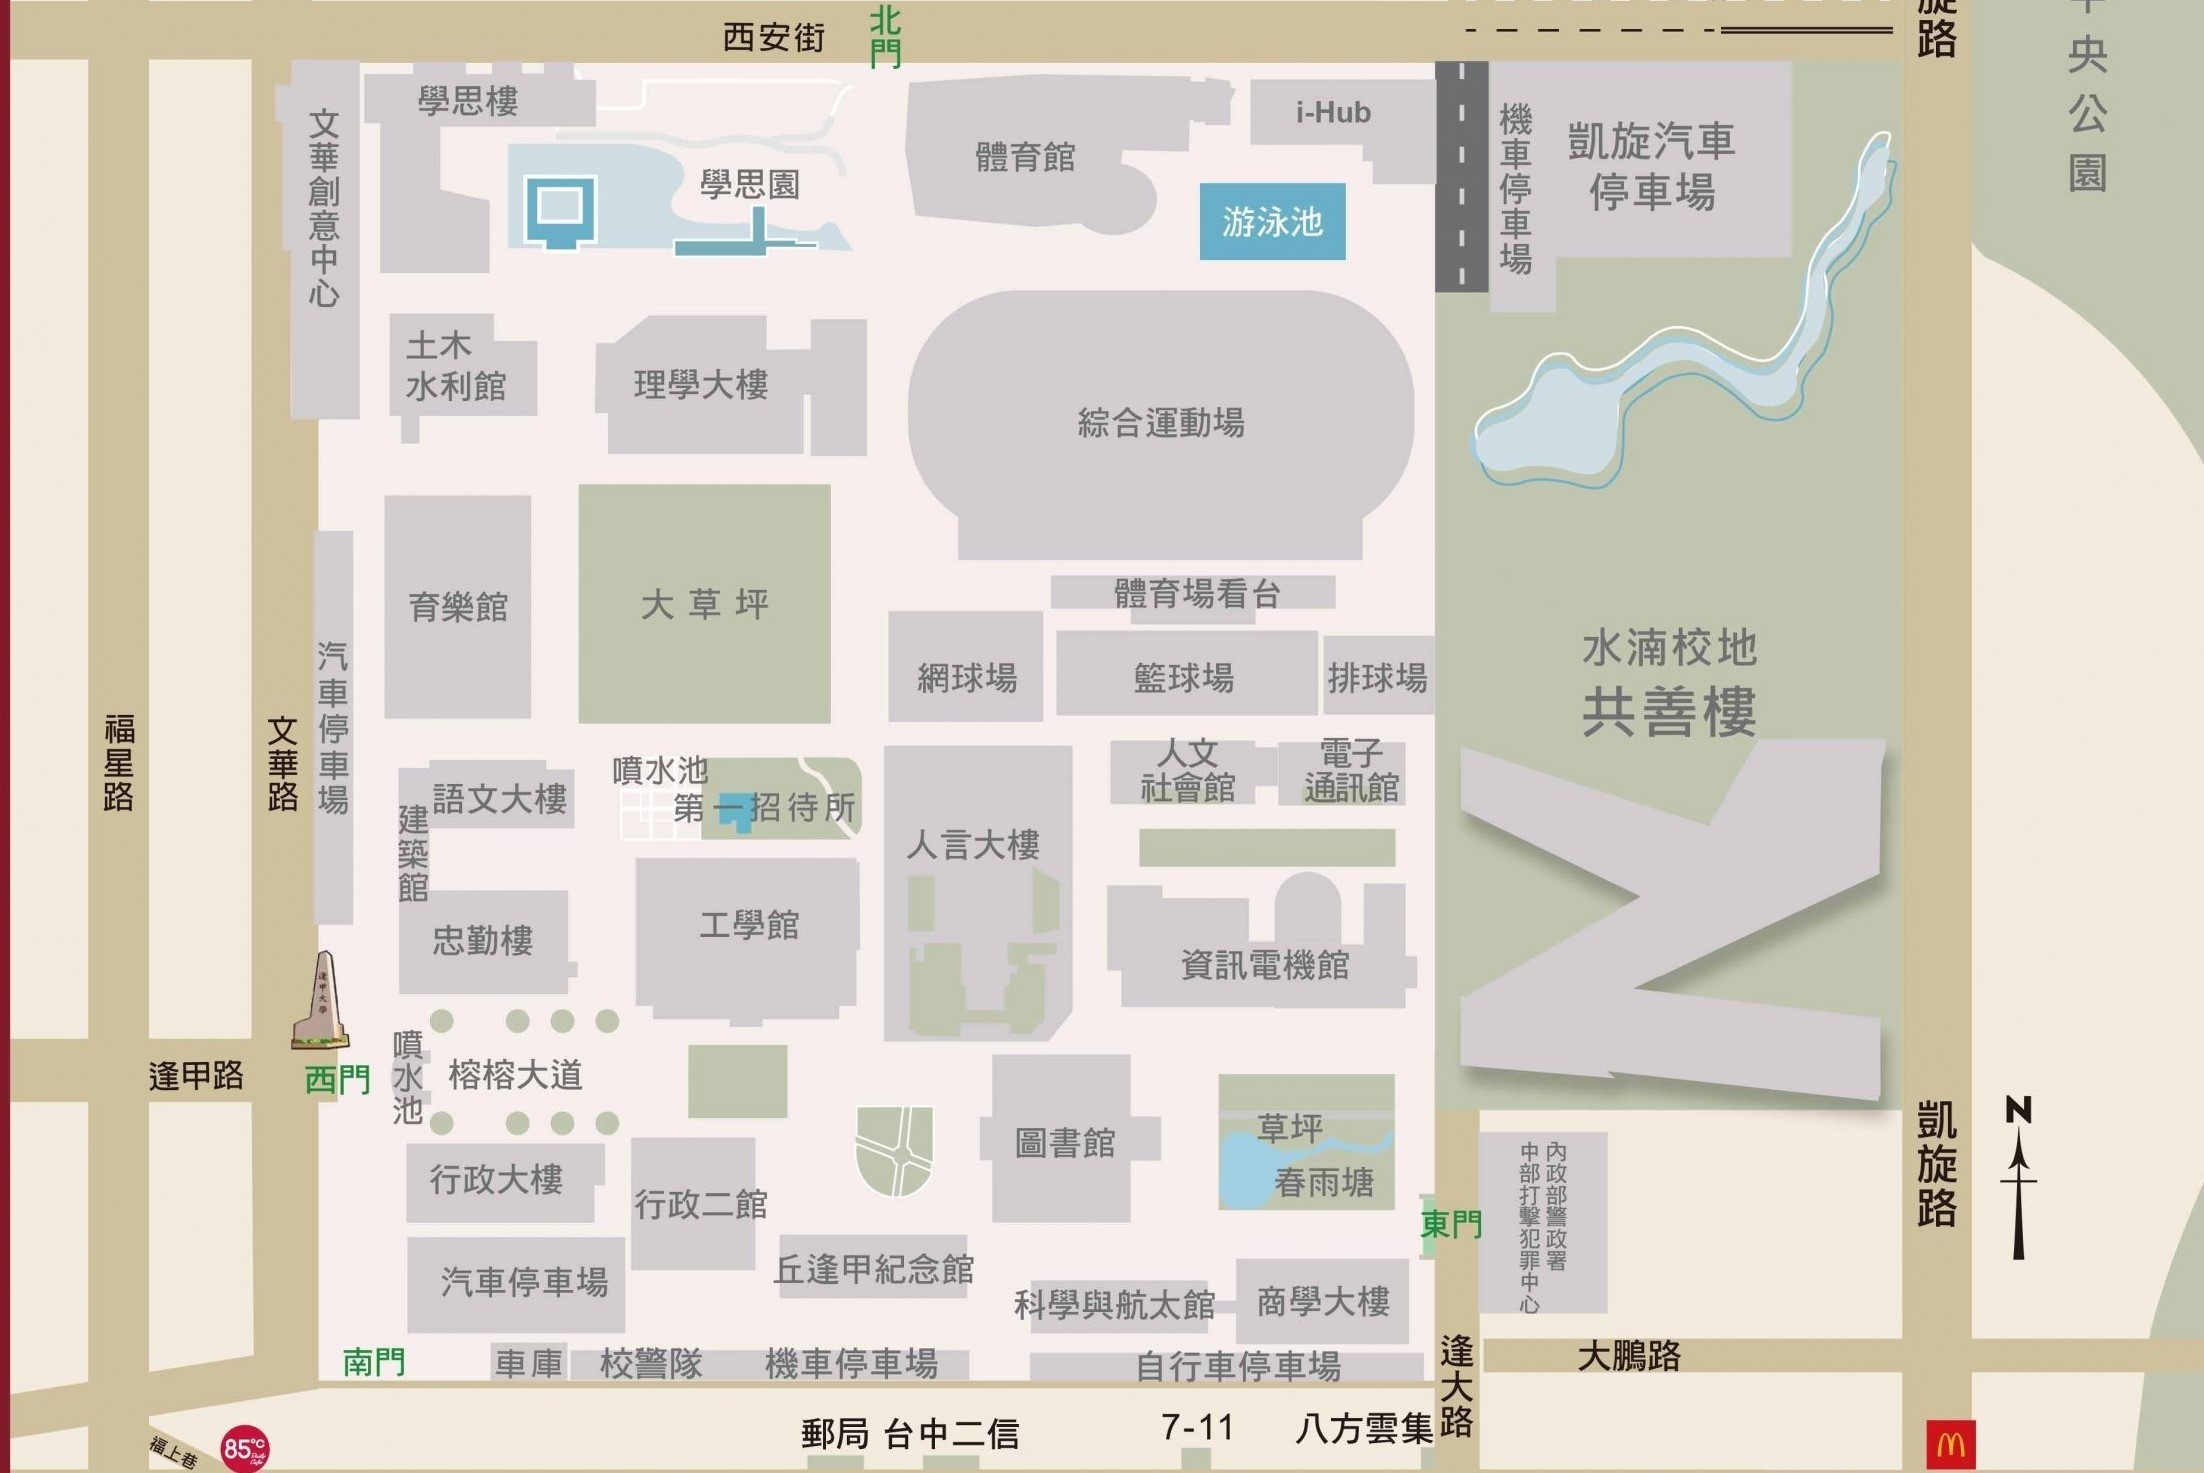 西安街
北門
旋路
中央公園
文華創意中心
學思樓
學思園
體育館
i-Hub
游泳池
機車停車場
凱旋汽車
停車場
土木
水利館
理學大樓
綜合運動場
育樂館
大草坪
體育場看台
網球場
籃球場
排球場
水湳校地
共善樓
福星路
文華路
汽車停車場
噴水池
第一招待所
語文大樓
建築館
人文
社會館
電子
通訊館
人言大樓
忠勤樓
工學館
資訊電機館
逢甲大學
逢甲路
西門
噴水池
榕榕大道
圖書館
草坪
春雨塘
凱旋路
N
行政大樓
行政二館
東門
內政部警政署
中部打擊犯罪中心
汽車停車場
丘逢甲紀念館
科學與航太館
商學大樓
南門
車庫
校警隊
機車停車場
自行車停車場
逢大路
大鵬路
福上巷
85°C
Daily
Cafe
郵局
台中二信
7-11
八方雲集